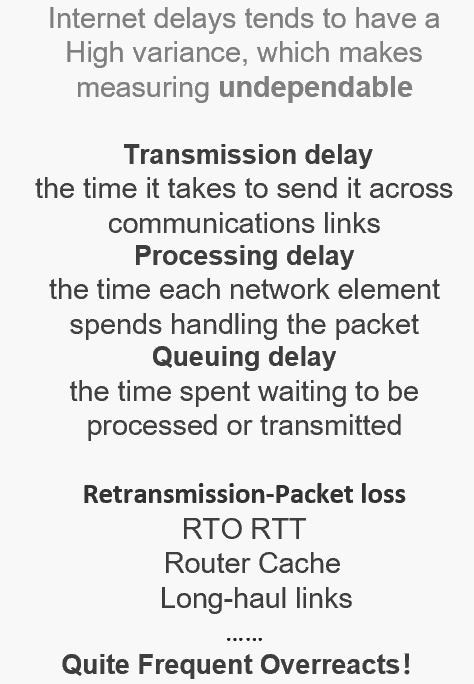 Internet delays tends to have a
High variance, which makes
measuring undependable
Transmission delay
the time it takes to send it across
communications links
Processing delay
the time each network element
spends handling the packet
Queuing delay
the time spent waiting to be
processed or transmitted
Retransmission-Packet loss
RTO RTT
Router Cache
Long-haul links
......
Quite Frequent Overreacts!